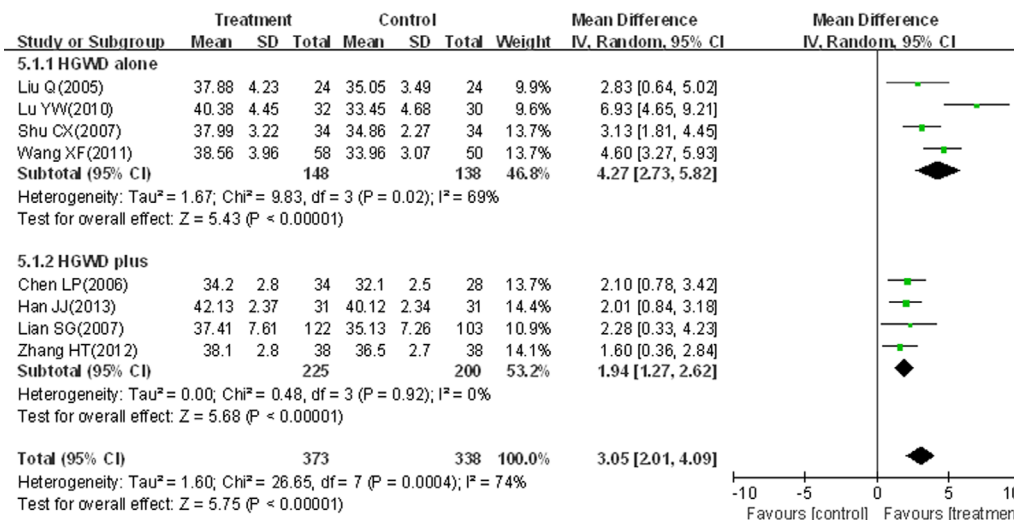 Treatment Control Mean Difference Mean Difference
Study or Subgroup Mean SD Total Mean SD Total Weight IV, Random, 95% CI IV, Random, 95% CI
5.1.1 HGWD alone
Liu Q(2005) 37.88 4.23 24 35.05 3.49 24 9.9% 2.83 [0.64, 5.02]
Lu YW(2010) 40.38 4.45 32 33.45 4.68 30 9.6% 6.93 [4.65, 9.21]
Shu CX(2007) 37.99 3.22 34 34.86 2.27 34 13.7% 3.13 [1.81, 4.45]
Wang XF(2011) 38.56 3.96 58 33.96 3.07 50 13.7% 4.60 [3.27, 5.93]
Subtotal (95% CI) 148 138 46.8% 4.27 [2.73, 5.82]
Heterogeneity: Tau² = 1.67; Chi² = 9.83, df = 3 (P = 0.02); I² = 69%
Test for overall effect: Z = 5.43 (P < 0.00001)
5.1.2 HGWD plus
Chen LP(2006) 34.2 2.8 34 32.1 2.5 28 13.7% 2.10 [0.78, 3.42]
Han JJ(2013) 42.13 2.37 31 40.12 2.34 31 14.4% 2.01 [0.84, 3.18]
Lian SG(2007) 37.41 7.61 122 35.13 7.26 103 10.9% 2.28 [0.33, 4.23]
Zhang HT(2012) 38.1 2.8 38 36.5 2.7 38 14.1% 1.60 [0.36, 2.84]
Subtotal (95% CI) 225 200 53.2% 1.94 [1.27, 2.62]
Heterogeneity: Tau² = 0.00; Chi² = 0.48, df = 3 (P = 0.92); I² = 0%
Test for overall effect: Z = 5.68 (P < 0.00001)
Total (95% CI) 373 338 100.0% 3.05 [2.01, 4.09]
Heterogeneity: Tau² = 1.60; Chi² = 26.65, df = 7 (P = 0.0004); I² = 74%
Test for overall effect: Z = 5.75 (P < 0.00001)
-10 -5 0 5 10
Favours [control] Favours [treatmen